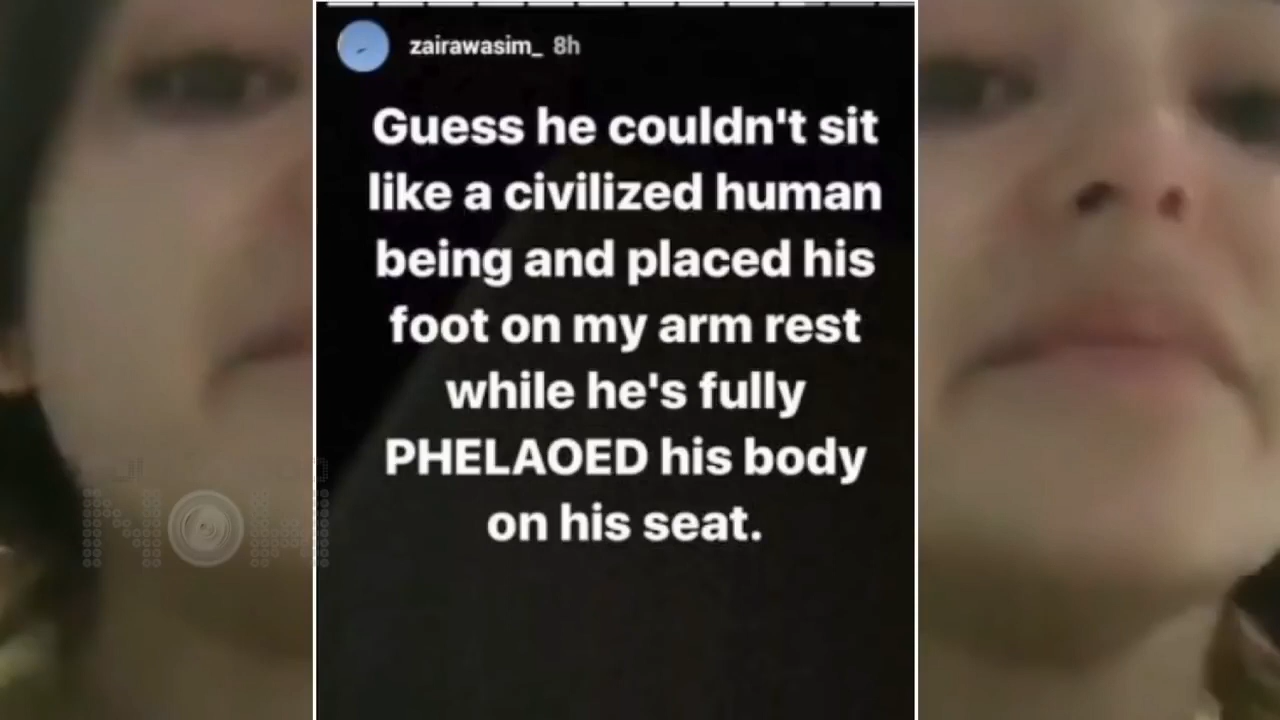 zairawasim_ 8h
Guess he couldn't sit
like a civilized human
being and placed his
foot on my arm rest
while he's fully
PHELAOED his body
on his seat.
NOW